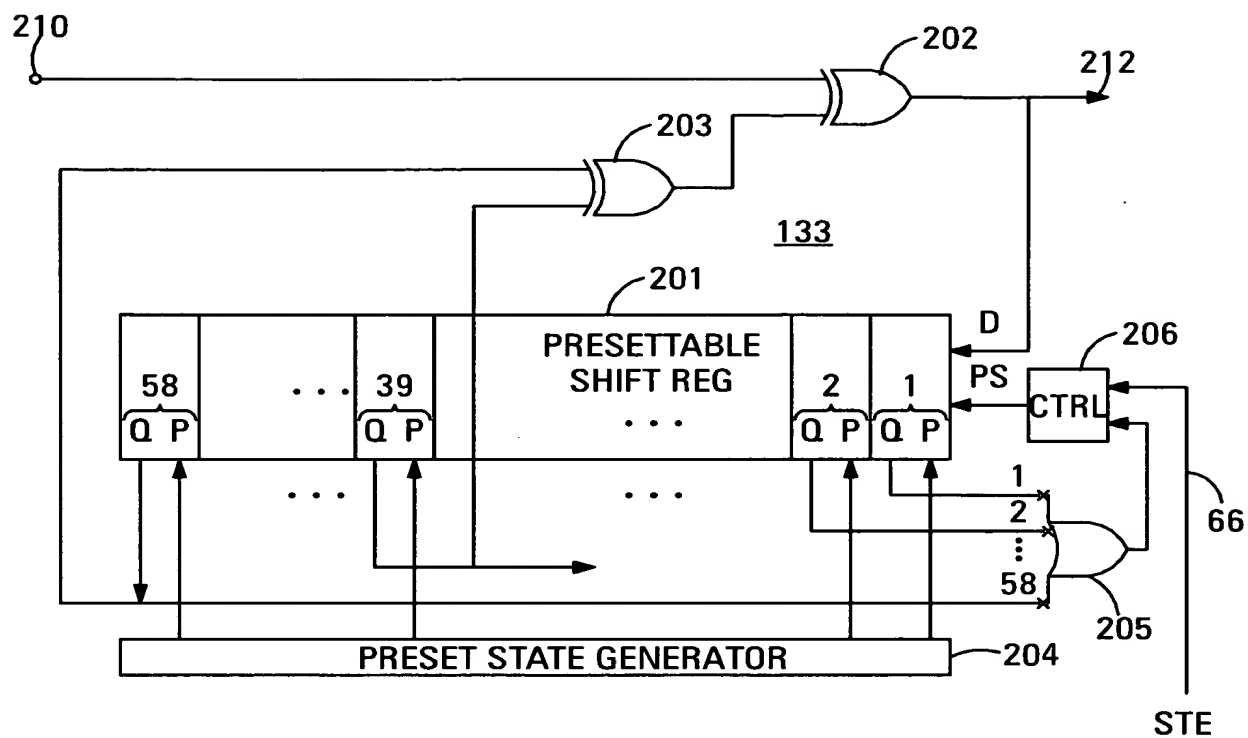 210
202
212
203
133
201
D
206
PRESETTABLE
SHIFT REG
PS
58
. . .
39
2
1
CTRL
Q P
Q P
. . .
Q P
Q P
. . .
. . .
1
2
58
66
205
PRESET STATE GENERATOR
204
STE